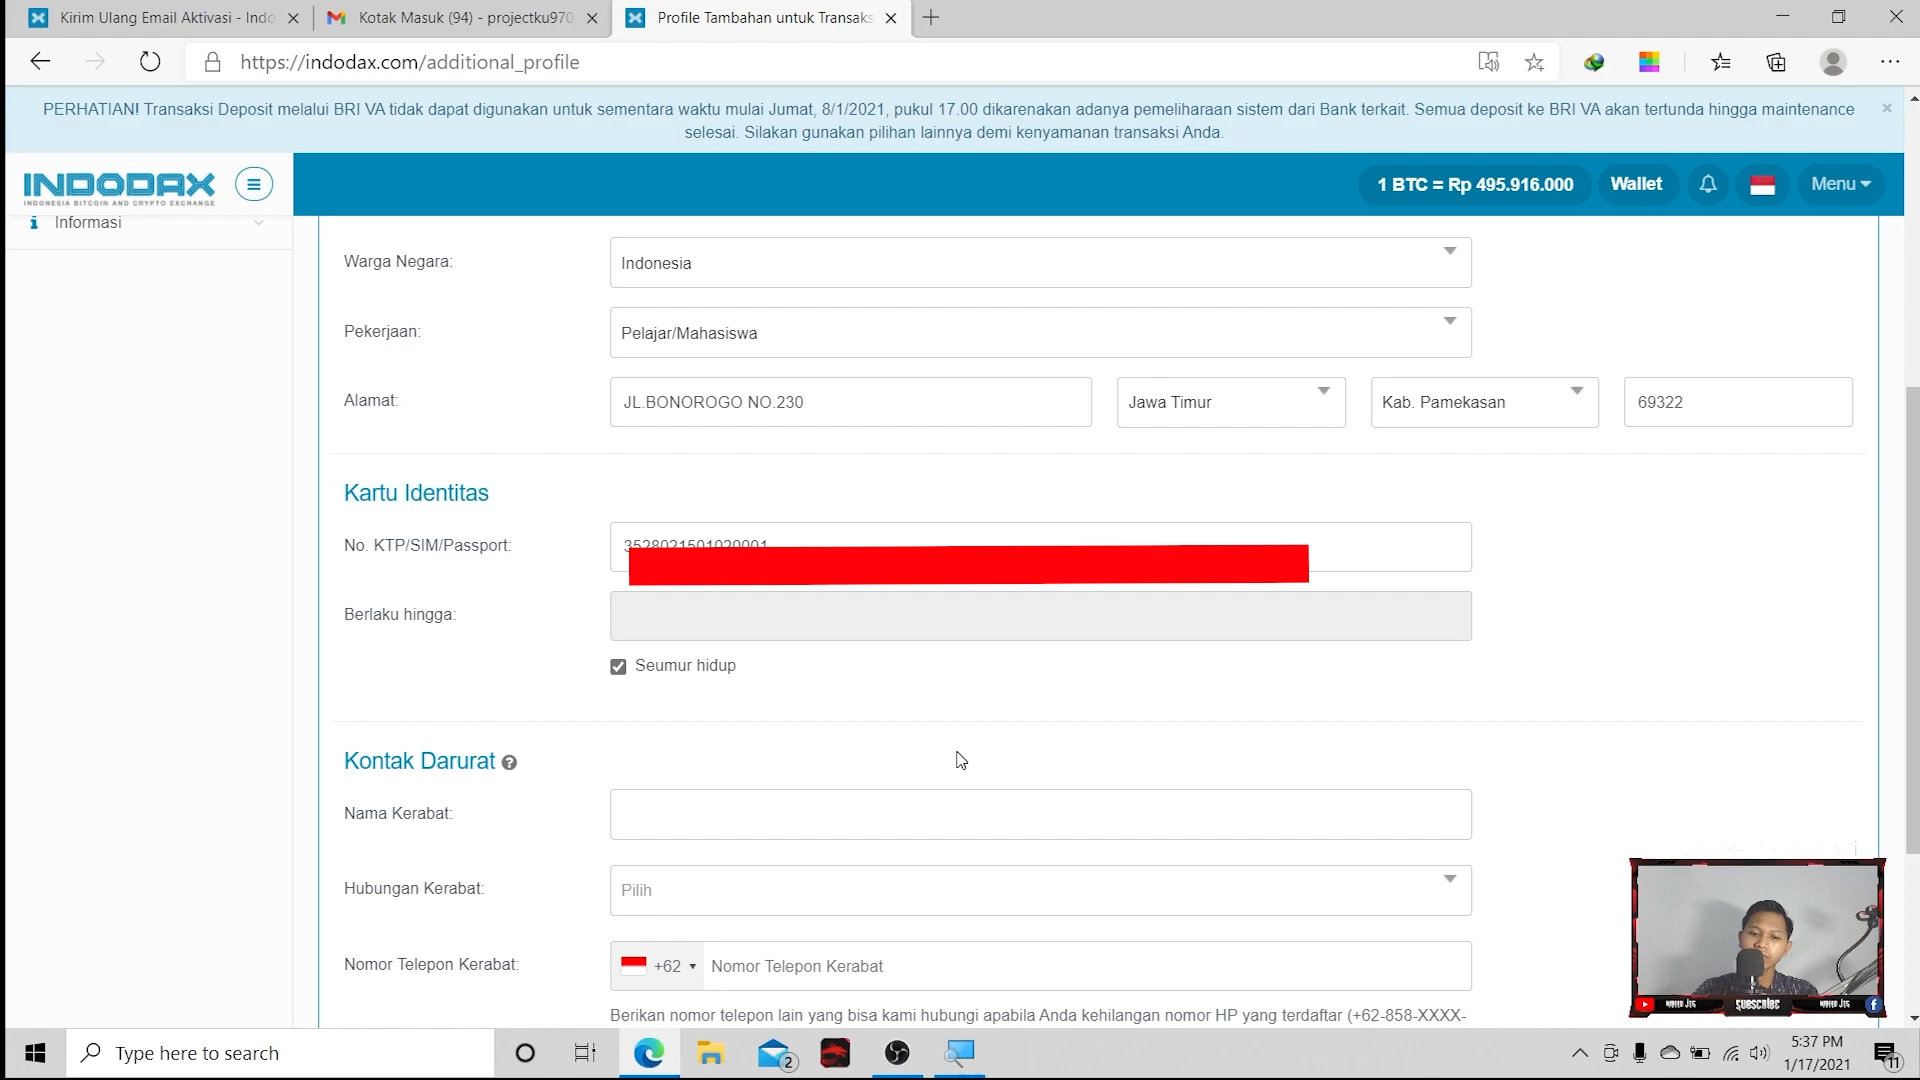 Kirim Ulang Email Aktivasi - Indo
Kotak Masuk (94) - projectku970
Profile Tambahan untuk Transaks
https://indodax.com/additional_profile
PERHATIAN! Transaksi Deposit melalui BRI VA tidak dapat digunakan untuk sementara waktu mulai Jumat, 8/1/2021, pukul 17.00 dikarenakan adanya pemeliharaan sistem dari Bank terkait. Semua deposit ke BRI VA akan tertunda hingga maintenance
selesai. Silakan gunakan pilihan lainnya demi kenyamanan transaksi Anda.
INDODAX
INDONESIA BITCOIN AND CRYPTO EXCHANGE
1 BTC = Rp 495.916.000
Wallet
Menu
Informasi
Warga Negara:
Indonesia
Pekerjaan:
Pelajar/Mahasiswa
Alamat:
JL.BONOROGO NO.230
Jawa Timur
Kab. Pamekasan
69322
Kartu Identitas
No. KTP/SIM/Passport:
Berlaku hingga:
Seumur hidup
Kontak Darurat
Nama Kerabat:
Hubungan Kerabat:
Pilih
Nomor Telepon Kerabat:
+62
Nomor Telepon Kerabat
Berikan nomor telepon lain yang bisa kami hubungi apabila Anda kehilangan nomor HP yang terdaftar (+62-858-XXXX-
SUBSCRIBE
Type here to search
2
5:37 PM
1/17/2021
11